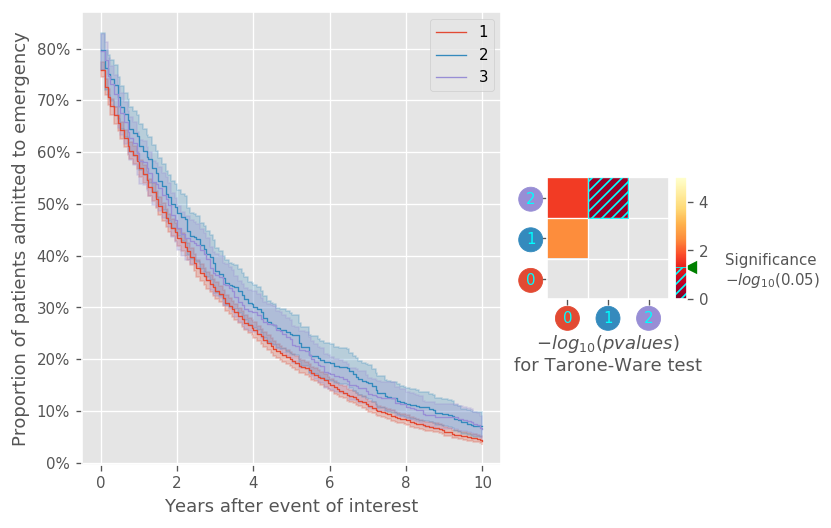 Proportion of patients admitted to emergency
80%
70%
60%
50%
40%
30%
20%
10%
0%
0 2 4 6 8 10
Years after event of interest
1
2
3
2
1
0
0 1 2
4
2
0
Significance
−log₁₀(0.05)
−log₁₀(pvalues)
for Tarone-Ware test